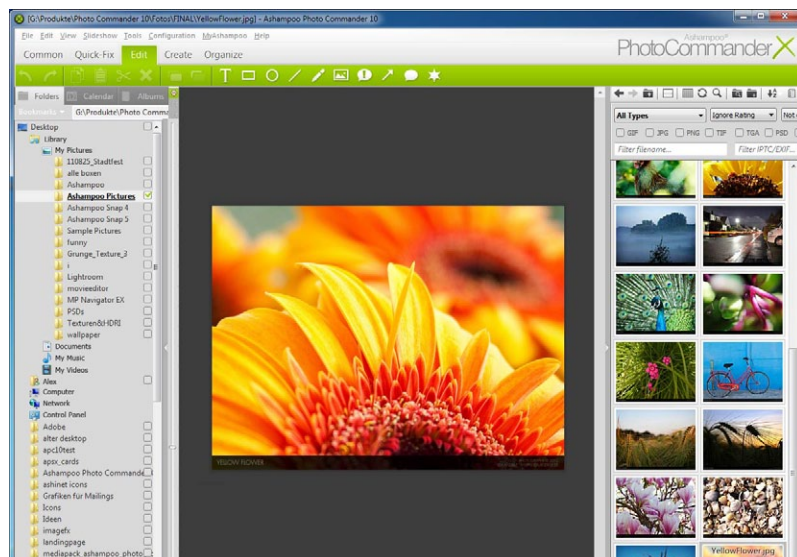 [G:\Produkte\Photo Commander 10\Fotos\FINAL\YellowFlower.jpg] - Ashampoo Photo Commander 10
File Edit View Slideshow Tools Configuration MyAshampoo Help
Ashampoo®
PhotoCommander X
Common Quick-Fix Edit Create Organize
Folders Calendar Albums
Bookmarks G:\Produkte\Photo Comma
All Types Ignore Rating Not
GIF JPG PNG TIF TGA PSD
Filter filename... Filter IPTC/EXIF...
Desktop
Library
My Pictures
110825_Stadtfest
alle boxen
Ashampoo
Ashampoo Pictures
Ashampoo Snap 4
Ashampoo Snap 5
Sample Pictures
funny
Grunge_Texture_3
i
Lightroom
movieeditor
MP Navigator EX
PSDs
Texturen&HDRI
wallpaper
Documents
My Music
My Videos
Alex
Computer
Network
Control Panel
Adobe
alter desktop
apc10test
apsx_cards
Ashampoo Photo Commande
ashinet icons
Grafiken für Mailings
Icons
Ideen
imagefx
landingpage
mediapack_ashampoo_photo
YELLOW FLOWER
YellowFlower.jpg